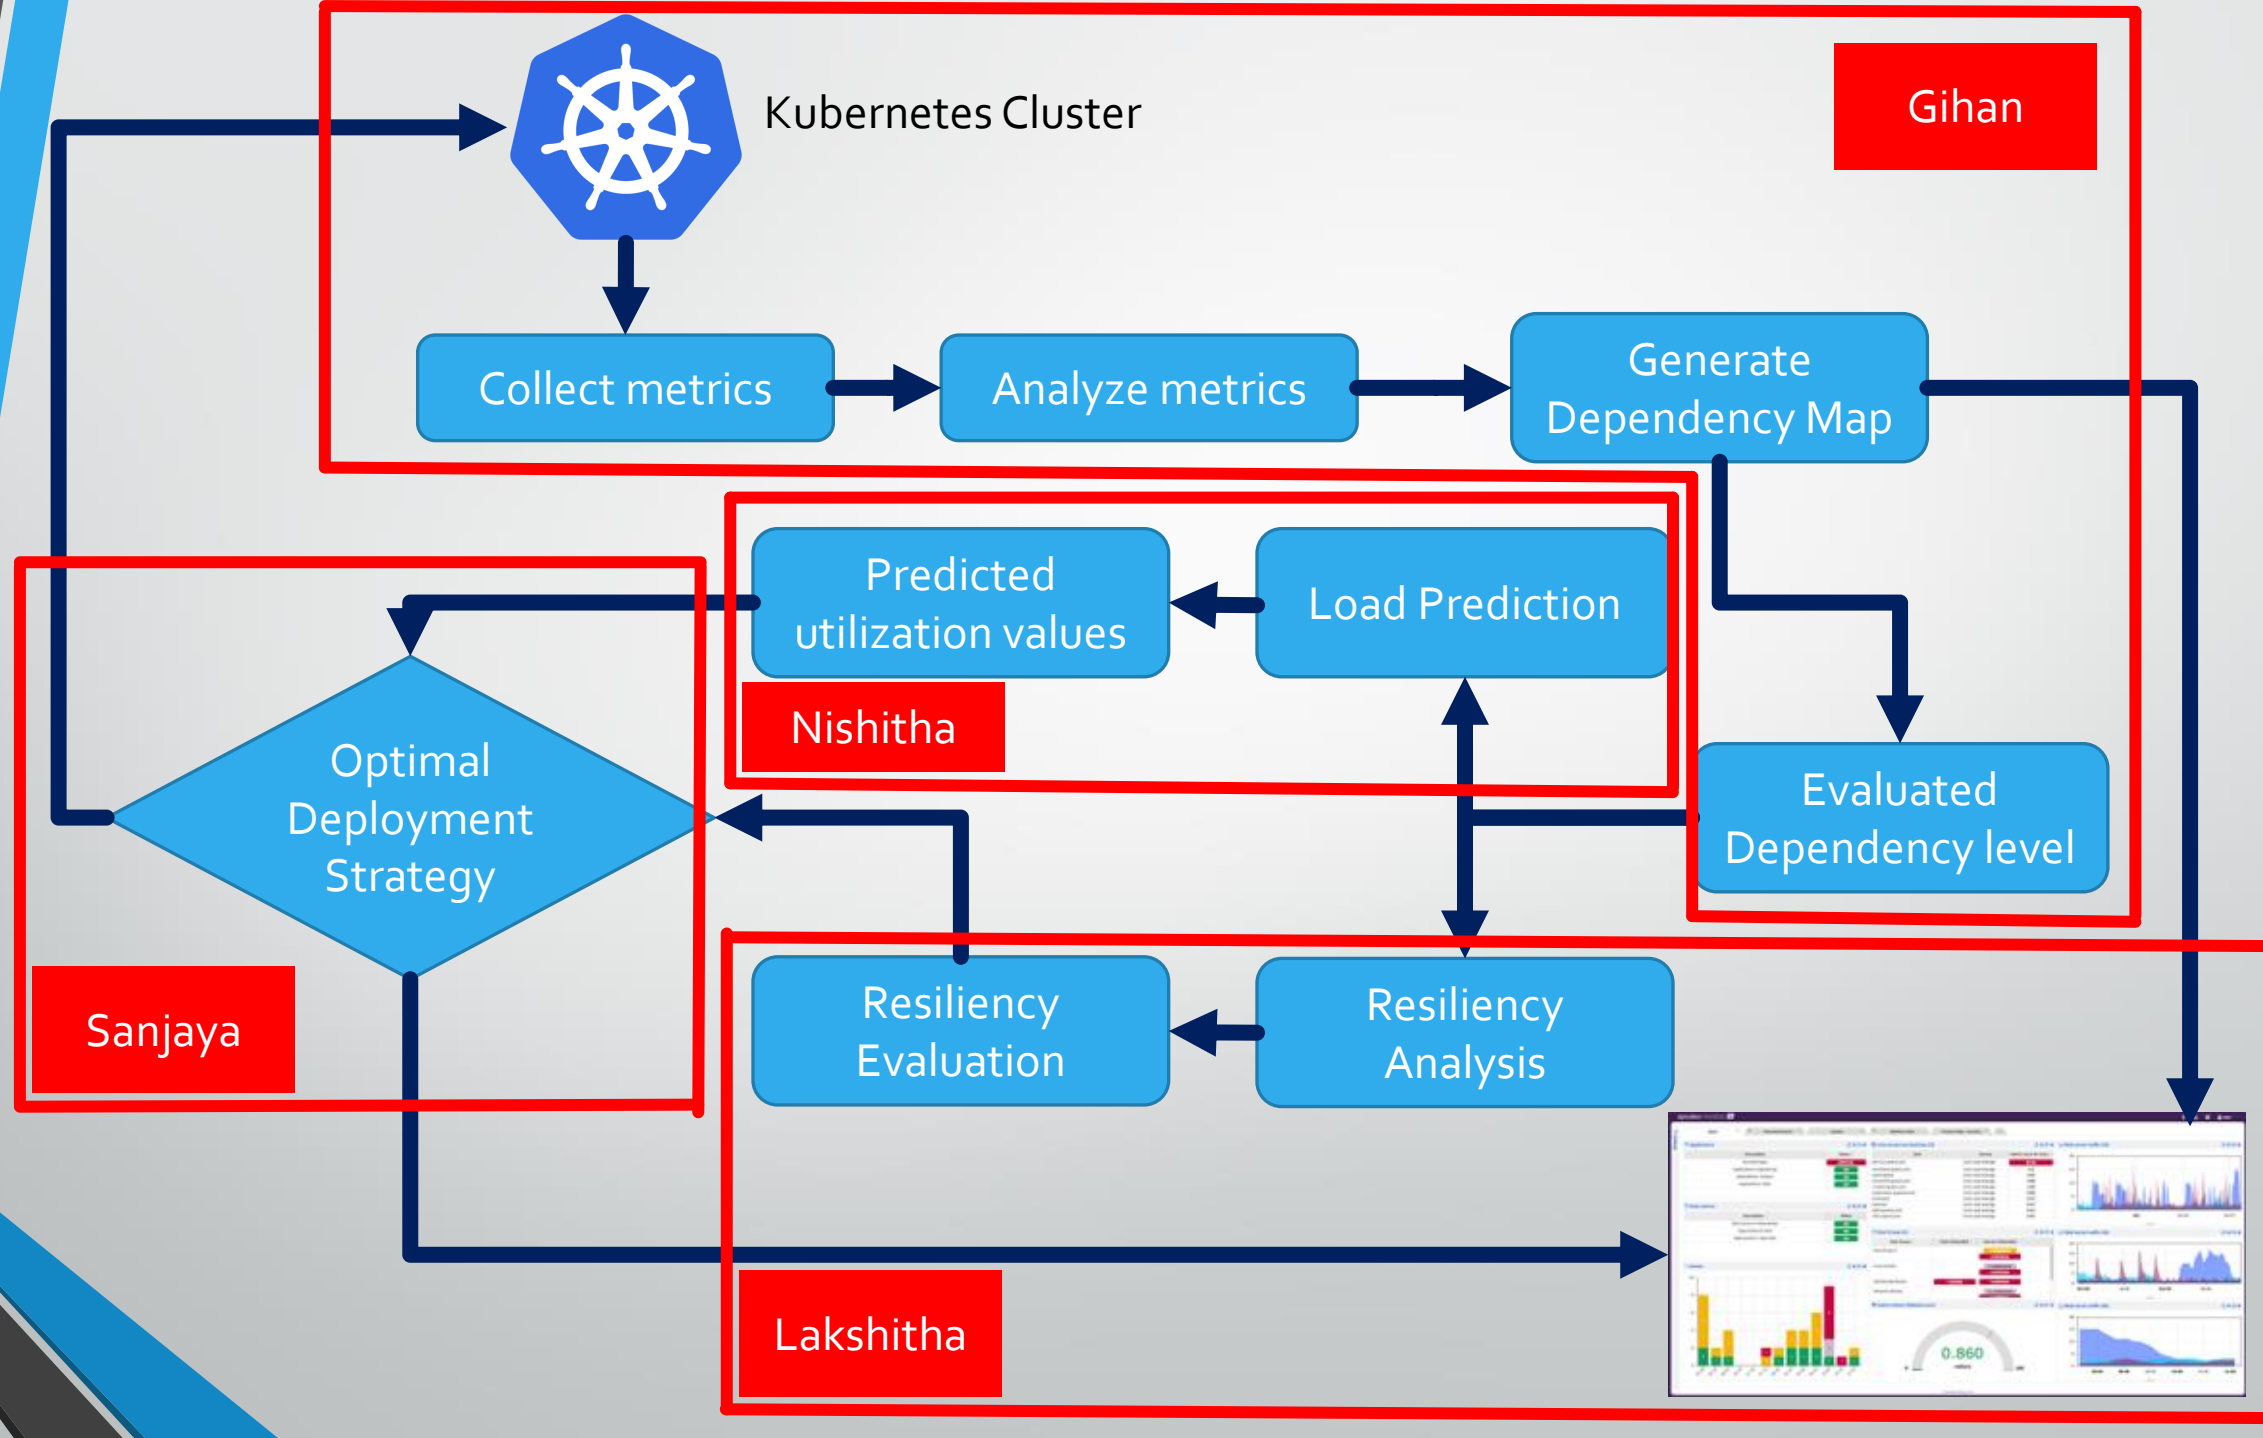 Kubernetes Cluster
Gihan
Collect metrics
Analyze metrics
Generate
Dependency Map
Predicted
utilization values
Load Prediction
Nishitha
Optimal
Deployment
Strategy
Evaluated
Dependency level
Sanjaya
Resiliency
Evaluation
Resiliency
Analysis
Lakshitha
0.860